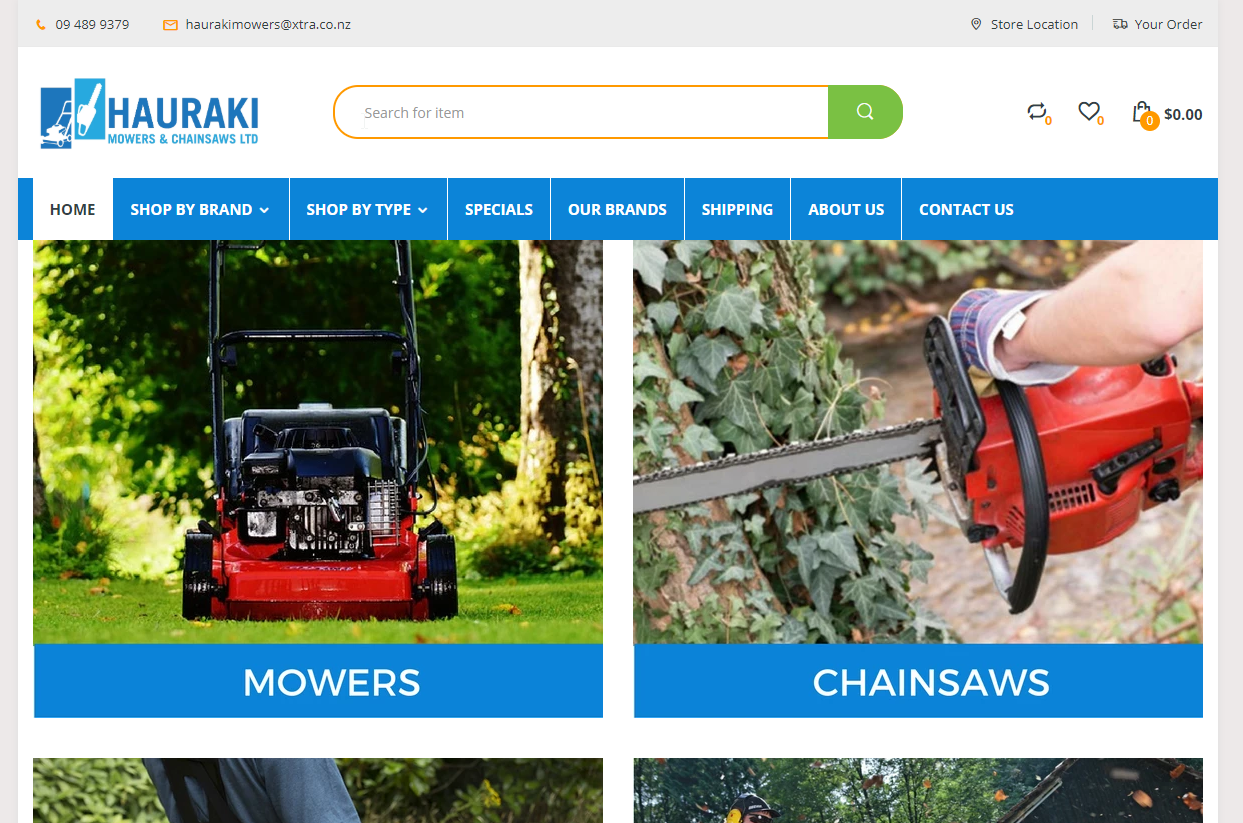 09 489 9379
haurakimowers@xtra.co.nz
Store Location
Your Order
HAURAKI
MOWERS & CHAINSAWS LTD
Search for item
0
0
0
$0.00
HOME
SHOP BY BRAND
SHOP BY TYPE
SPECIALS
OUR BRANDS
SHIPPING
ABOUT US
CONTACT US
MOWERS
CHAINSAWS